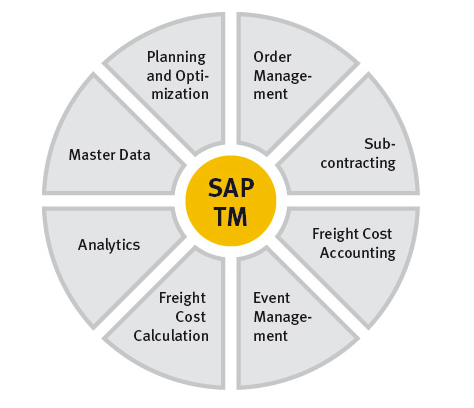 Planning
and Opti-
mization
Order
Manage-
ment
Sub-
contracting
Freight Cost
Accounting
Event
Manage-
ment
Freight
Cost
Calculation
Analytics
Master Data
SAP
TM